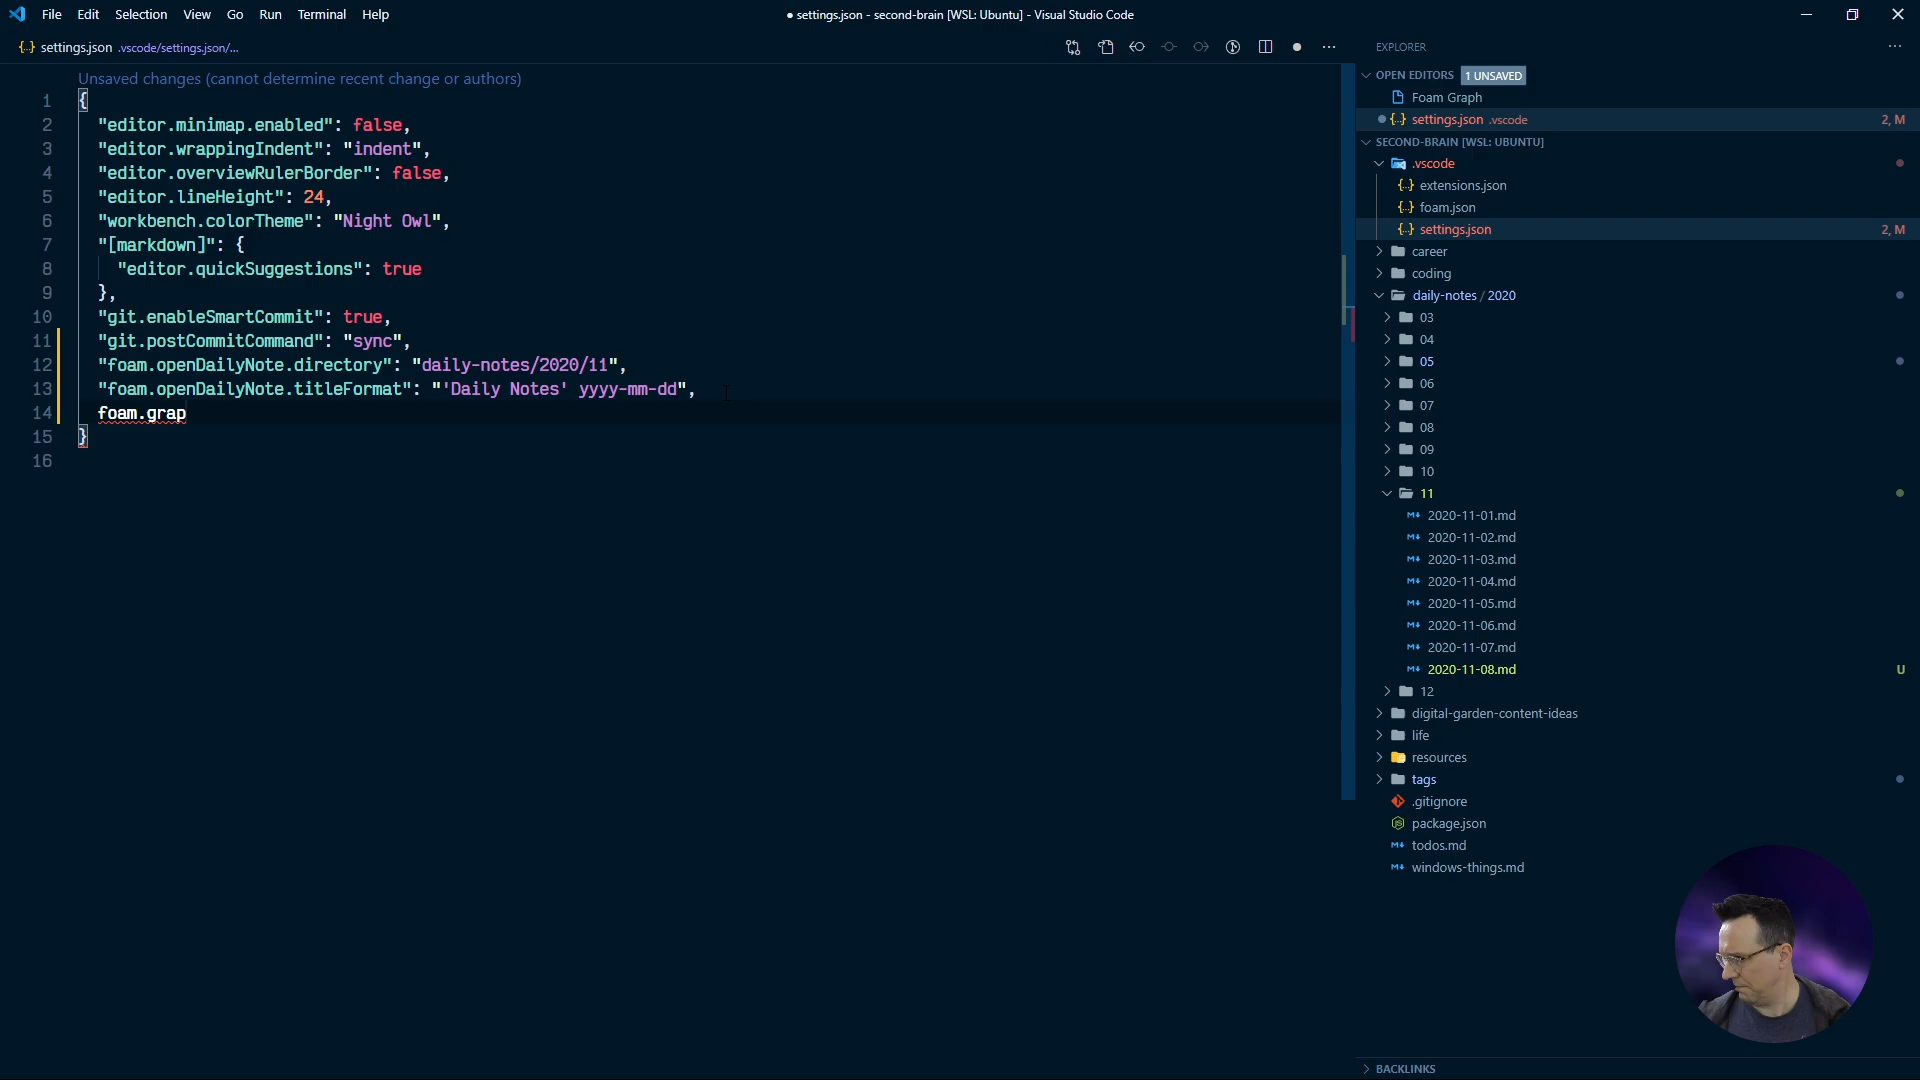 File Edit Selection View Go Run Terminal Help
● settings.json - second-brain [WSL: Ubuntu] - Visual Studio Code
{..} settings.json .vscode/settings.json/...
Unsaved changes (cannot determine recent change or authors)
1 {
2 "editor.minimap.enabled": false,
3 "editor.wrappingIndent": "indent",
4 "editor.overviewRulerBorder": false,
5 "editor.lineHeight": 24,
6 "workbench.colorTheme": "Night Owl",
7 "[markdown]": {
8 "editor.quickSuggestions": true
9 },
10 "git.enableSmartCommit": true,
11 "git.postCommitCommand": "sync",
12 "foam.openDailyNote.directory": "daily-notes/2020/11",
13 "foam.openDailyNote.titleFormat": "'Daily Notes' yyyy-mm-dd",
14 foam.grap
15 }
16
EXPLORER
OPEN EDITORS 1 UNSAVED
Foam Graph
{..} settings.json .vscode 2, M
SECOND-BRAIN [WSL: UBUNTU]
.vscode
{..} extensions.json
{..} foam.json
{..} settings.json 2, M
career
coding
daily-notes / 2020
03
04
05
06
07
08
09
10
11
2020-11-01.md
2020-11-02.md
2020-11-03.md
2020-11-04.md
2020-11-05.md
2020-11-06.md
2020-11-07.md
2020-11-08.md U
12
digital-garden-content-ideas
life
resources
tags
.gitignore
package.json
todos.md
windows-things.md
BACKLINKS